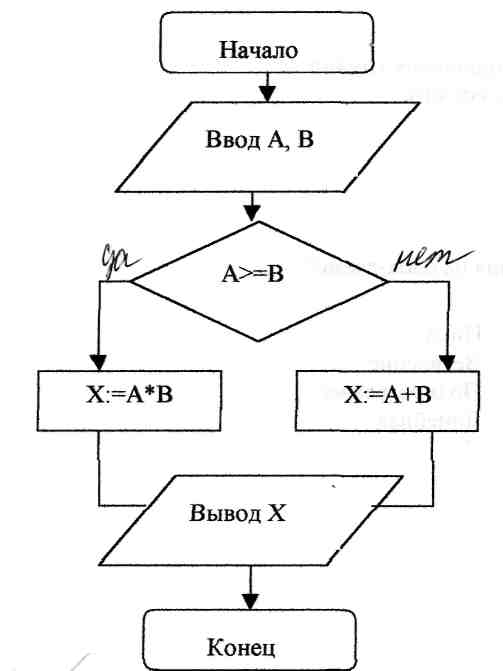 Начало
Ввод А, В
да
нет
А>=В
Х:=А*В
Х:=А+В
Вывод Х
Конец